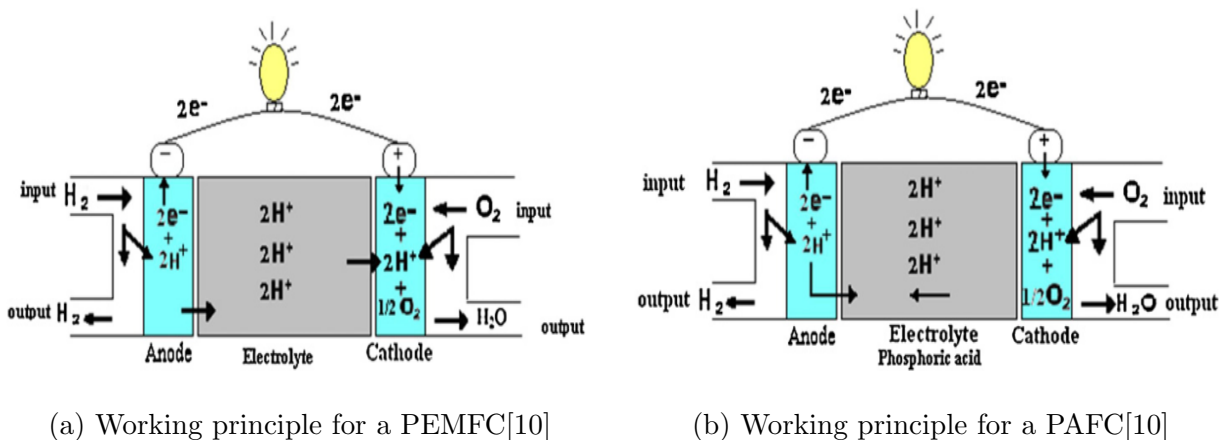 2e- 2e-
− +
input H₂ 2e- + 2H⁺
2H⁺
2H⁺
2H⁺
2e- + 2H⁺ + 1/2 O₂
O₂ input
output H₂
H₂O output
Anode Electrolyte Cathode
(a) Working principle for a PEMFC[10]
2e- 2e-
− +
input H₂ 2e- + 2H⁺
2H⁺
2H⁺
2H⁺
2e- + 2H⁺ + 1/2O₂
O₂ input
output H₂
H₂O output
Anode Electrolyte Cathode
Phosphoric acid
(b) Working principle for a PAFC[10]